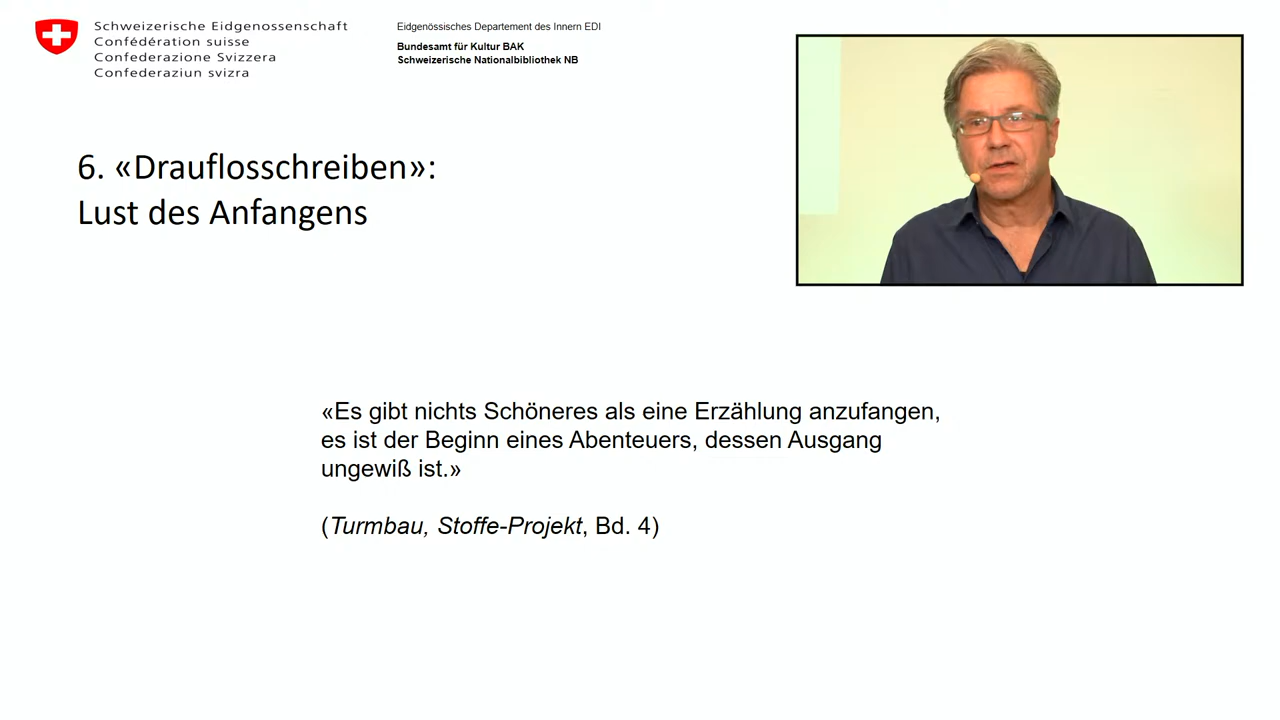 Schweizerische Eidgenossenschaft
Confédération suisse
Confederazione Svizzera
Confederaziun svizra
Eidgenössisches Departement des Innern EDI
Bundesamt für Kultur BAK
Schweizerische Nationalbibliothek NB
6. «Drauflosschreiben»:
Lust des Anfangens
«Es gibt nichts Schöneres als eine Erzählung anzufangen,
es ist der Beginn eines Abenteuers, dessen Ausgang
ungewiß ist.»
(Turmbau, Stoffe-Projekt, Bd. 4)